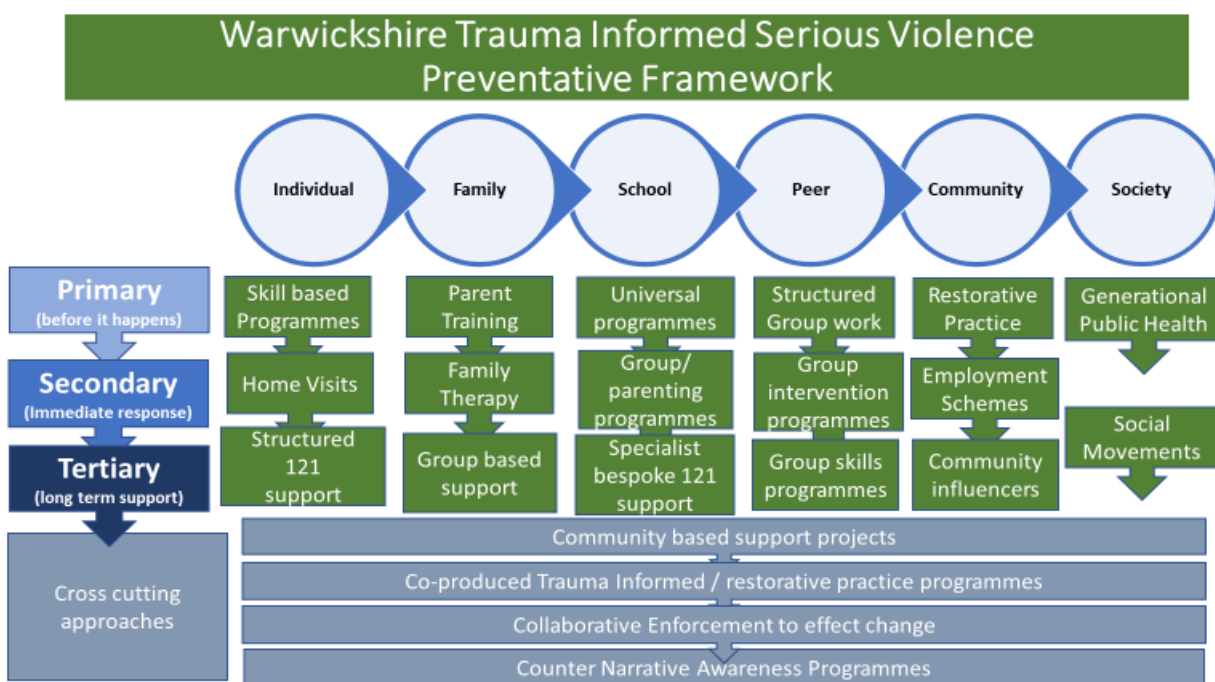 Warwickshire Trauma Informed Serious Violence
Preventative Framework
Individual
Family
School
Peer
Community
Society
Primary
(before it happens)
Skill based
Programmes
Parent
Training
Universal
programmes
Structured
Group work
Restorative
Practice
Generational
Public Health
Secondary
(Immediate response)
Home Visits
Family
Therapy
Group/
parenting
programmes
Group
intervention
programmes
Employment
Schemes
Tertiary
(long term support)
Structured
121
support
Group based
support
Specialist
bespoke 121
support
Group skills
programmes
Community
influencers
Social
Movements
Cross cutting
approaches
Community based support projects
Co-produced Trauma Informed / restorative practice programmes
Collaborative Enforcement to effect change
Counter Narrative Awareness Programmes